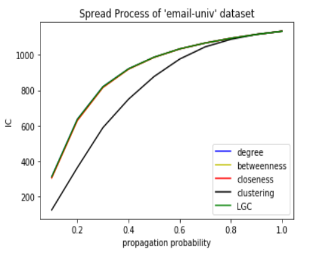 Spread Process of 'email-univ' dataset
1000
800
600
400
200
IC
degree
betweenness
closeness
clustering
LGC
0.2 0.4 0.6 0.8 1.0
propagation probability